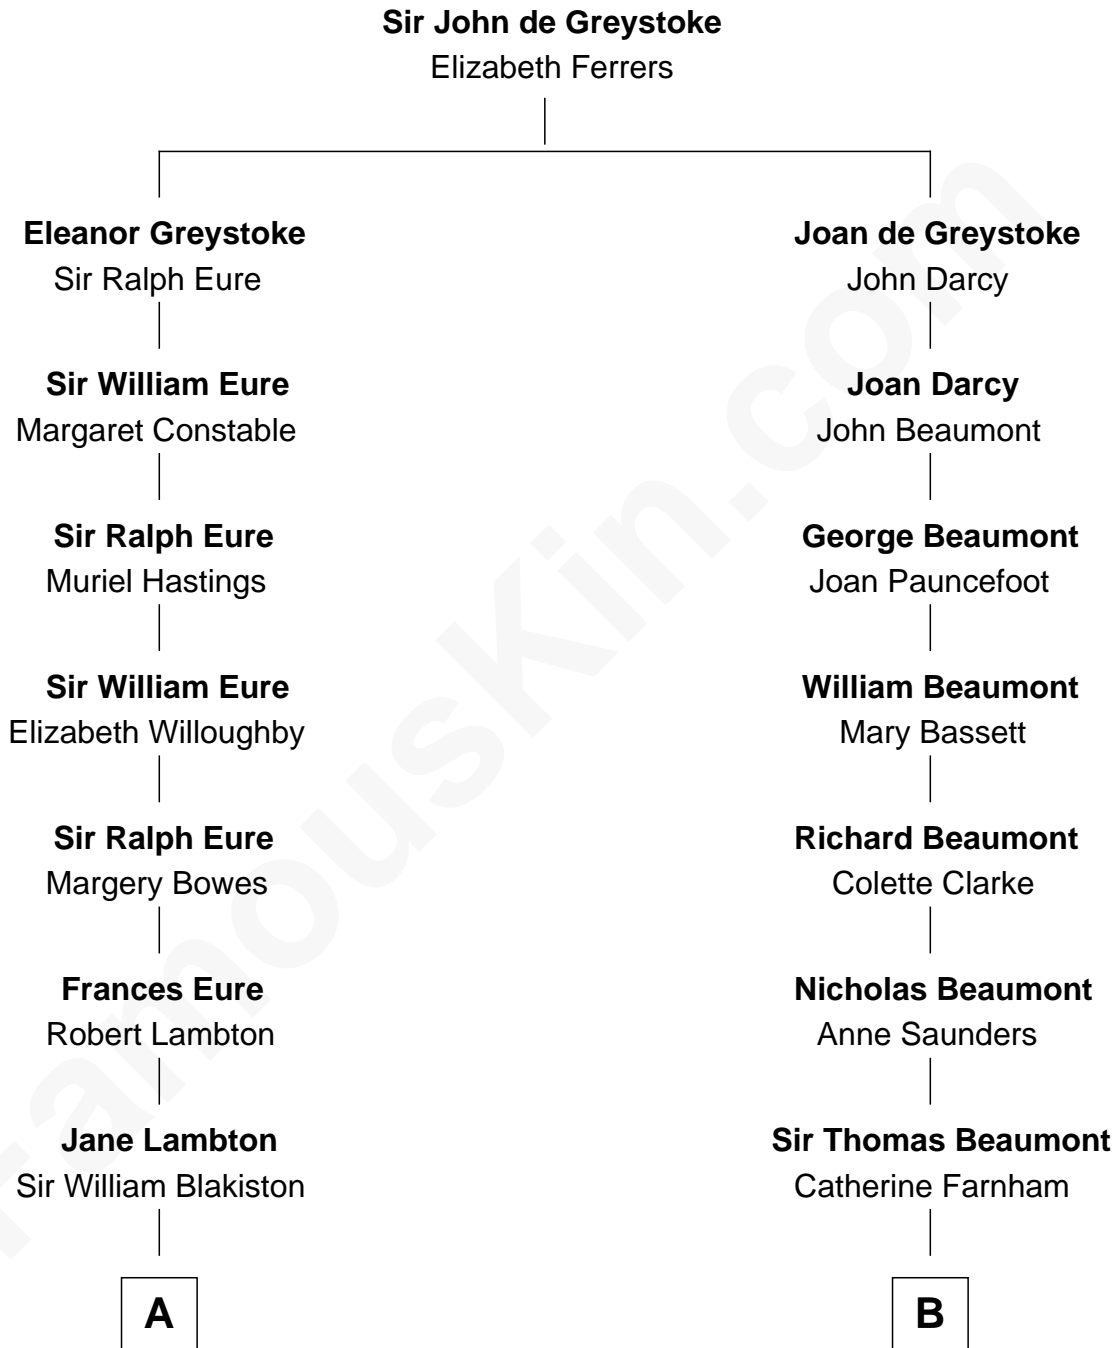 Sir John de Greystoke
Elizabeth Ferrers
Eleanor Greystoke
Sir Ralph Eure
Joan de Greystoke
John Darcy
Sir William Eure
Margaret Constable
Joan Darcy
John Beaumont
Sir Ralph Eure
Muriel Hastings
George Beaumont
Joan Pauncefoot
Sir William Eure
Elizabeth Willoughby
William Beaumont
Mary Bassett
Sir Ralph Eure
Margery Bowes
Richard Beaumont
Colette Clarke
Frances Eure
Robert Lambton
Nicholas Beaumont
Anne Saunders
Jane Lambton
Sir William Blakiston
Sir Thomas Beaumont
Catherine Farnham
A
B
FamousKin.com